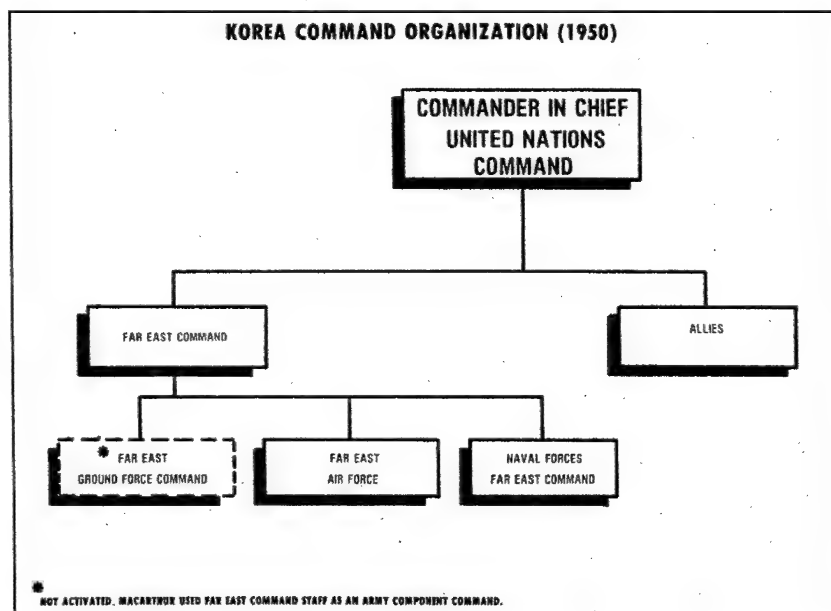 KOREA COMMAND ORGANIZATION (1950)
COMMANDER IN CHIEF
UNITED NATIONS
COMMAND
FAR EAST COMMAND
ALLIES
* FAR EAST
GROUND FORCE COMMAND
FAR EAST
AIR FORCE
NAVAL FORCES
FAR EAST COMMAND
*
NOT ACTIVATED. MACARTHUR USED FAR EAST COMMAND STAFF AS AN ARMY COMPONENT COMMAND.